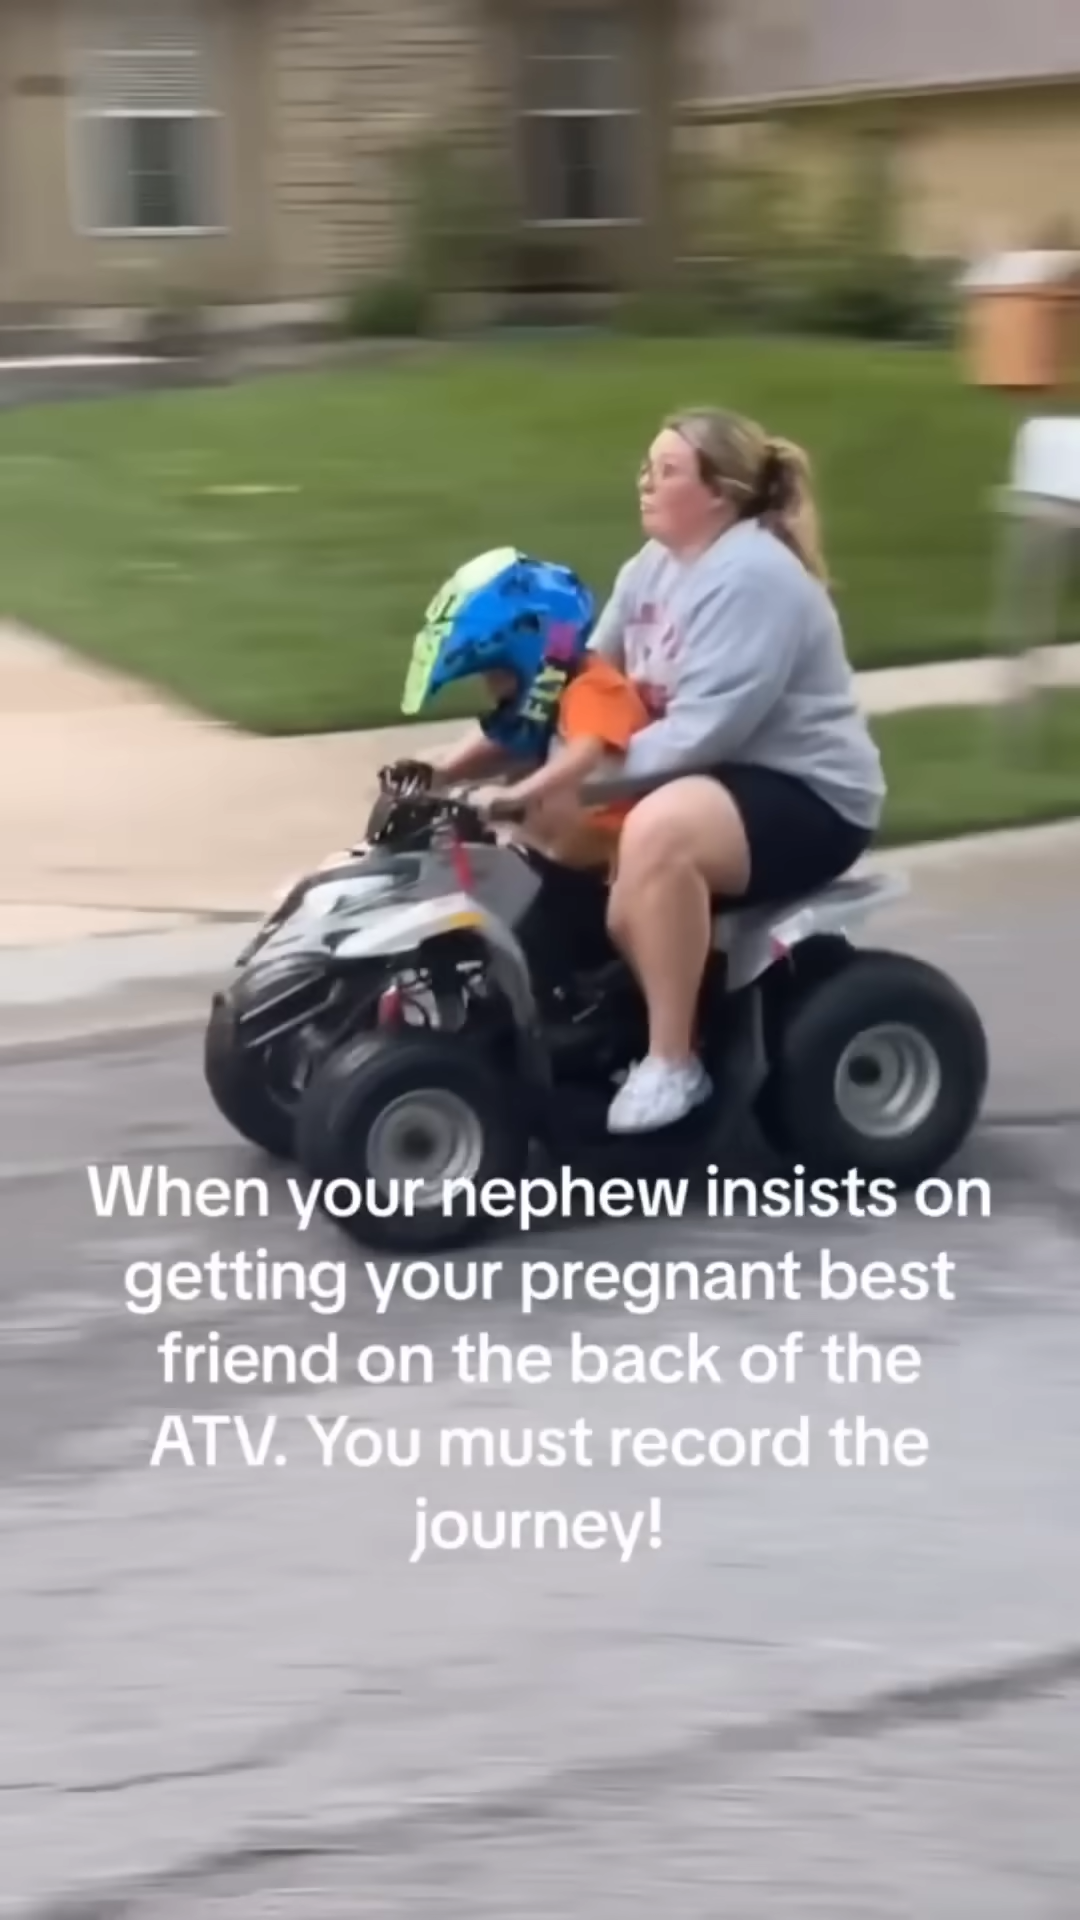 FLY
When your nephew insists on
getting your pregnant best
friend on the back of the
ATV. You must record the
journey!